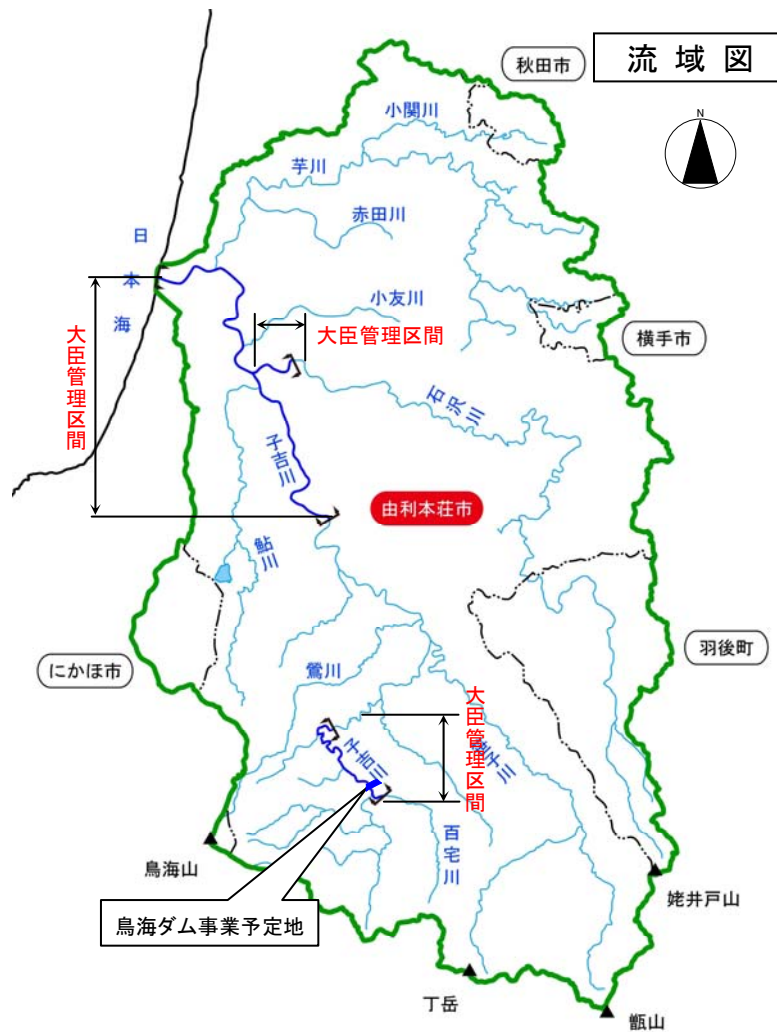 流域図
秋田市
N
小関川
芋川
赤田川
日本海
小友川
大臣管理区間
横手市
大臣管理区間
石沢川
子吉川
由利本荘市
鮎川
羽後町
にかほ市
鶯川
大臣管理区間
子吉川
子川
百宅川
鳥海山
姥井戸山
鳥海ダム事業予定地
丁岳
甑山